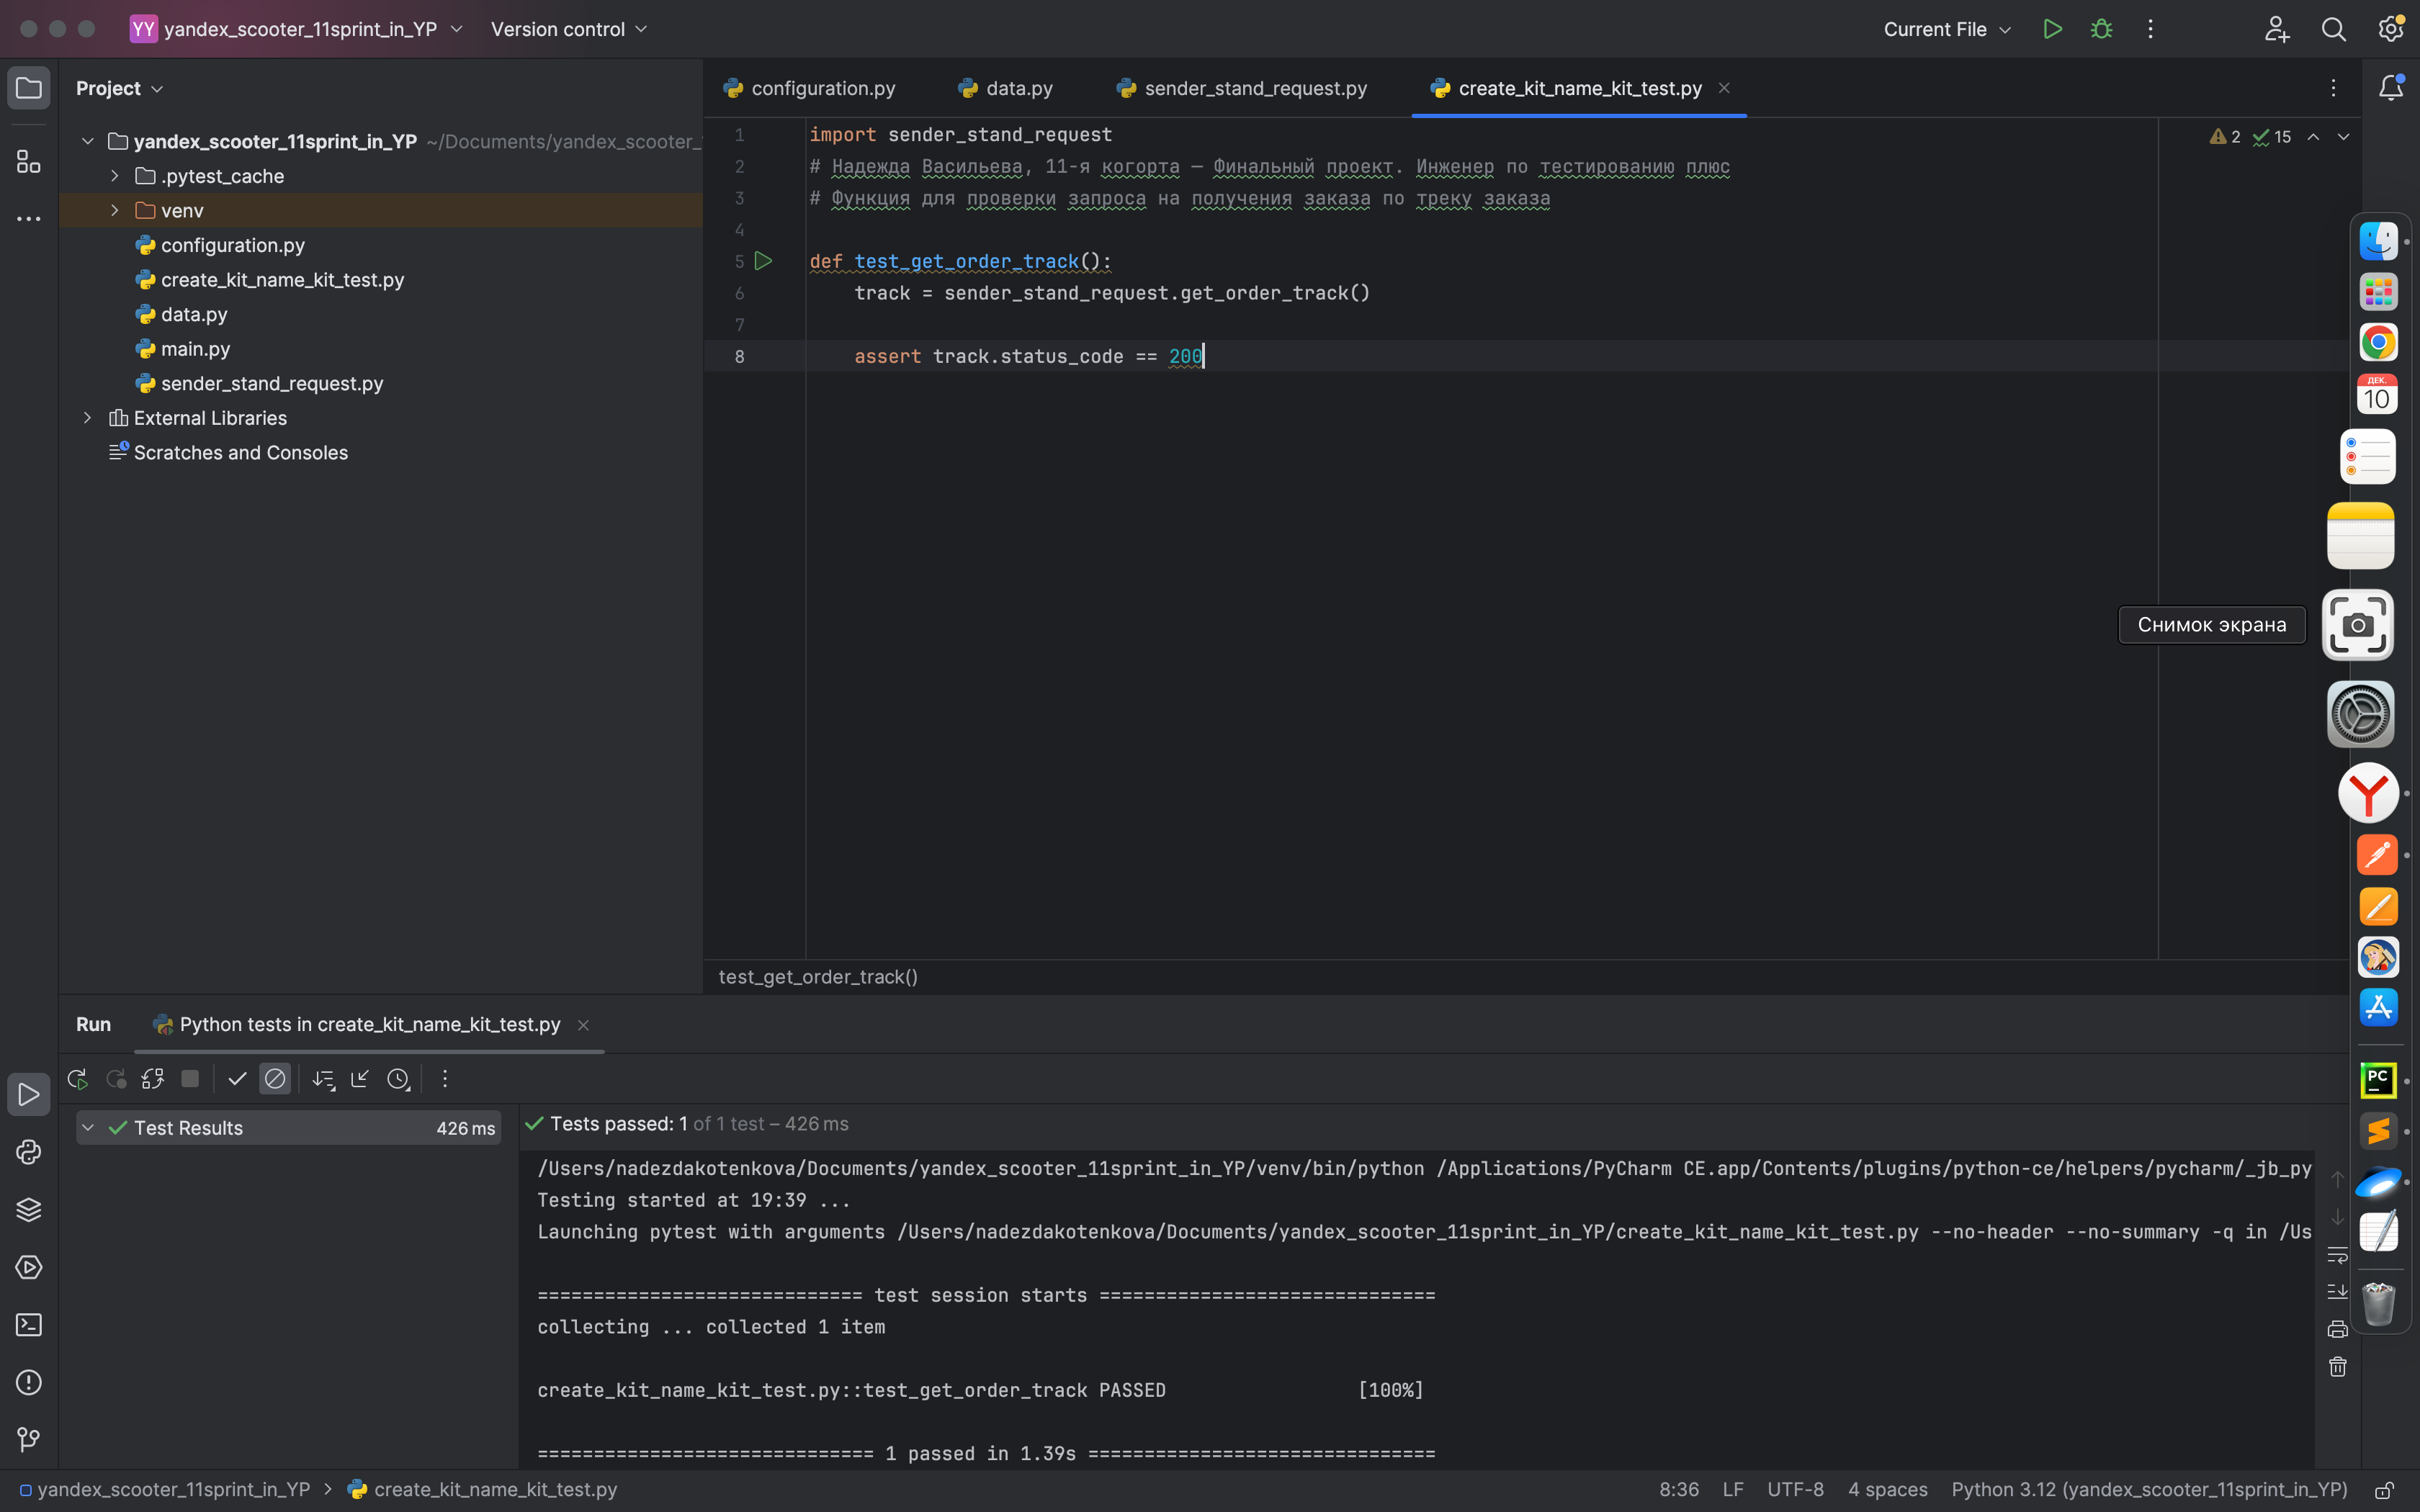 YY yandex_scooter_11sprint_in_YP Version control Current File
Project
configuration.py data.py sender_stand_request.py create_kit_name_kit_test.py
yandex_scooter_11sprint_in_YP ~/Documents/yandex_scooter_
.pytest_cache
venv
configuration.py
create_kit_name_kit_test.py
data.py
main.py
sender_stand_request.py
External Libraries
Scratches and Consoles
2 15
1 import sender_stand_request
2 # Надежда Васильева, 11-я когорта — Финальный проект. Инженер по тестированию плюс
3 # Функция для проверки запроса на получения заказа по треку заказа
4
5 def test_get_order_track():
6 track = sender_stand_request.get_order_track()
7
8 assert track.status_code == 200
ДЕК.
10
Снимок экрана
PC
test_get_order_track()
Run Python tests in create_kit_name_kit_test.py
Test Results 426 ms
Tests passed: 1 of 1 test – 426 ms
/Users/nadezdakotenkova/Documents/yandex_scooter_11sprint_in_YP/venv/bin/python /Applications/PyCharm CE.app/Contents/plugins/python-ce/helpers/pycharm/_jb_py
Testing started at 19:39 ...
Launching pytest with arguments /Users/nadezdakotenkova/Documents/yandex_scooter_11sprint_in_YP/create_kit_name_kit_test.py --no-header --no-summary -q in /Us
============================= test session starts ==============================
collecting ... collected 1 item
create_kit_name_kit_test.py::test_get_order_track PASSED [100%]
============================== 1 passed in 1.39s ===============================
yandex_scooter_11sprint_in_YP > create_kit_name_kit_test.py 8:36 LF UTF-8 4 spaces Python 3.12 (yandex_scooter_11sprint_in_YP)